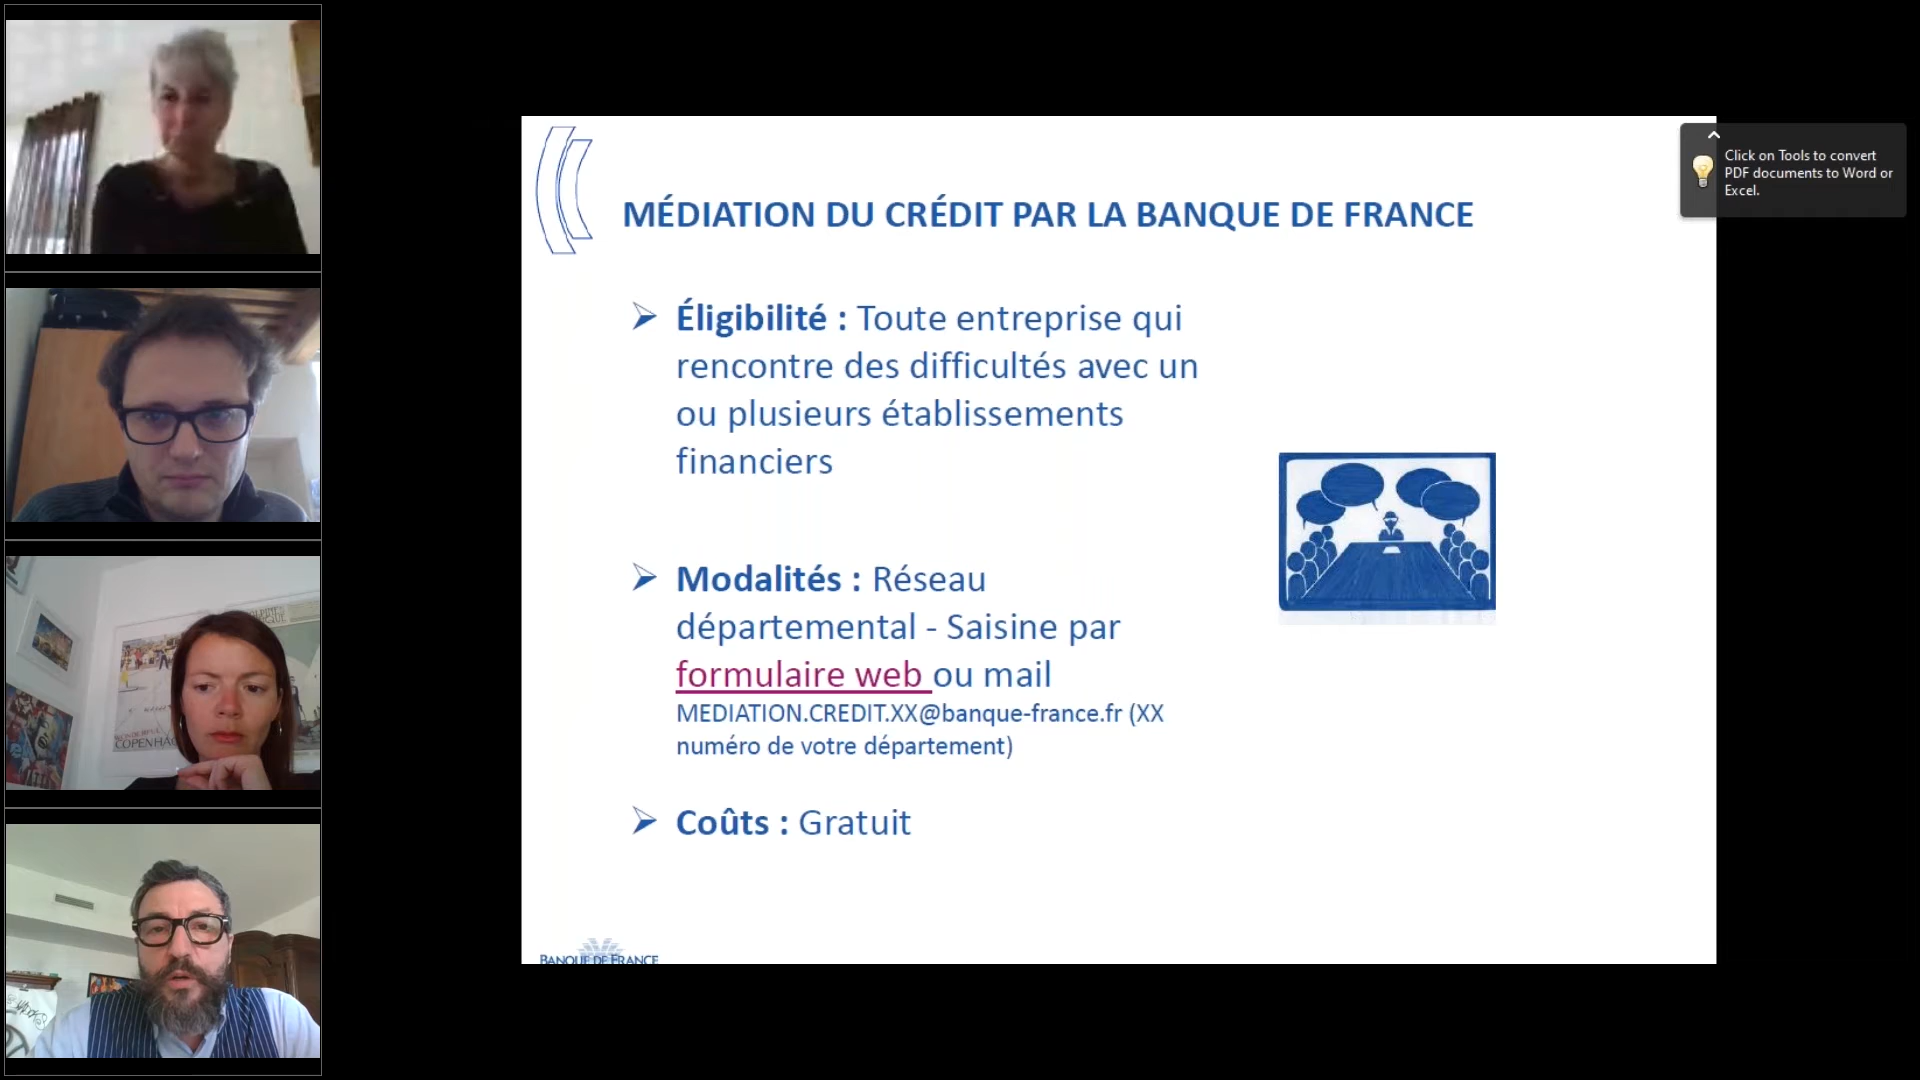 MÉDIATION DU CRÉDIT PAR LA BANQUE DE FRANCE
Éligibilité : Toute entreprise qui
rencontre des difficultés avec un
ou plusieurs établissements
financiers
Modalités : Réseau
départemental - Saisine par
formulaire web ou mail
MEDIATION.CREDIT.XX@banque-france.fr (XX
numéro de votre département)
Coûts : Gratuit
BANQUE DE FRANCE
Click on Tools to convert
PDF documents to Word or
Excel.
WONDERFUL